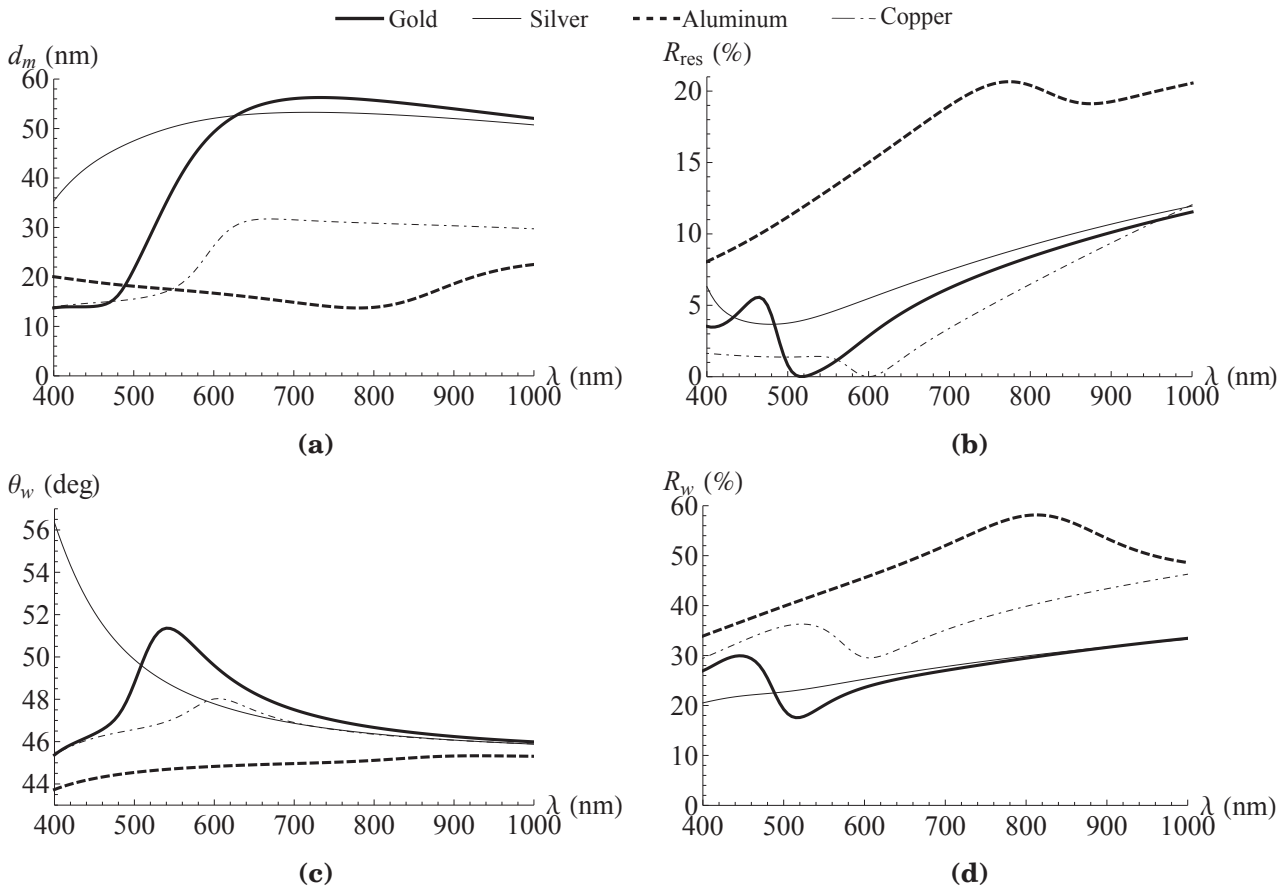 Gold Silver Aluminum Copper
d_m (nm)
60
50
40
30
20
10
0
400 500 600 700 800 900 1000
λ (nm)
(a)
R_res (%)
20
15
10
5
0
400 500 600 700 800 900 1000
λ (nm)
(b)
θ_w (deg)
56
54
52
50
48
46
44
400 500 600 700 800 900 1000
λ (nm)
(c)
R_w (%)
60
50
40
30
20
10
0
400 500 600 700 800 900 1000
λ (nm)
(d)